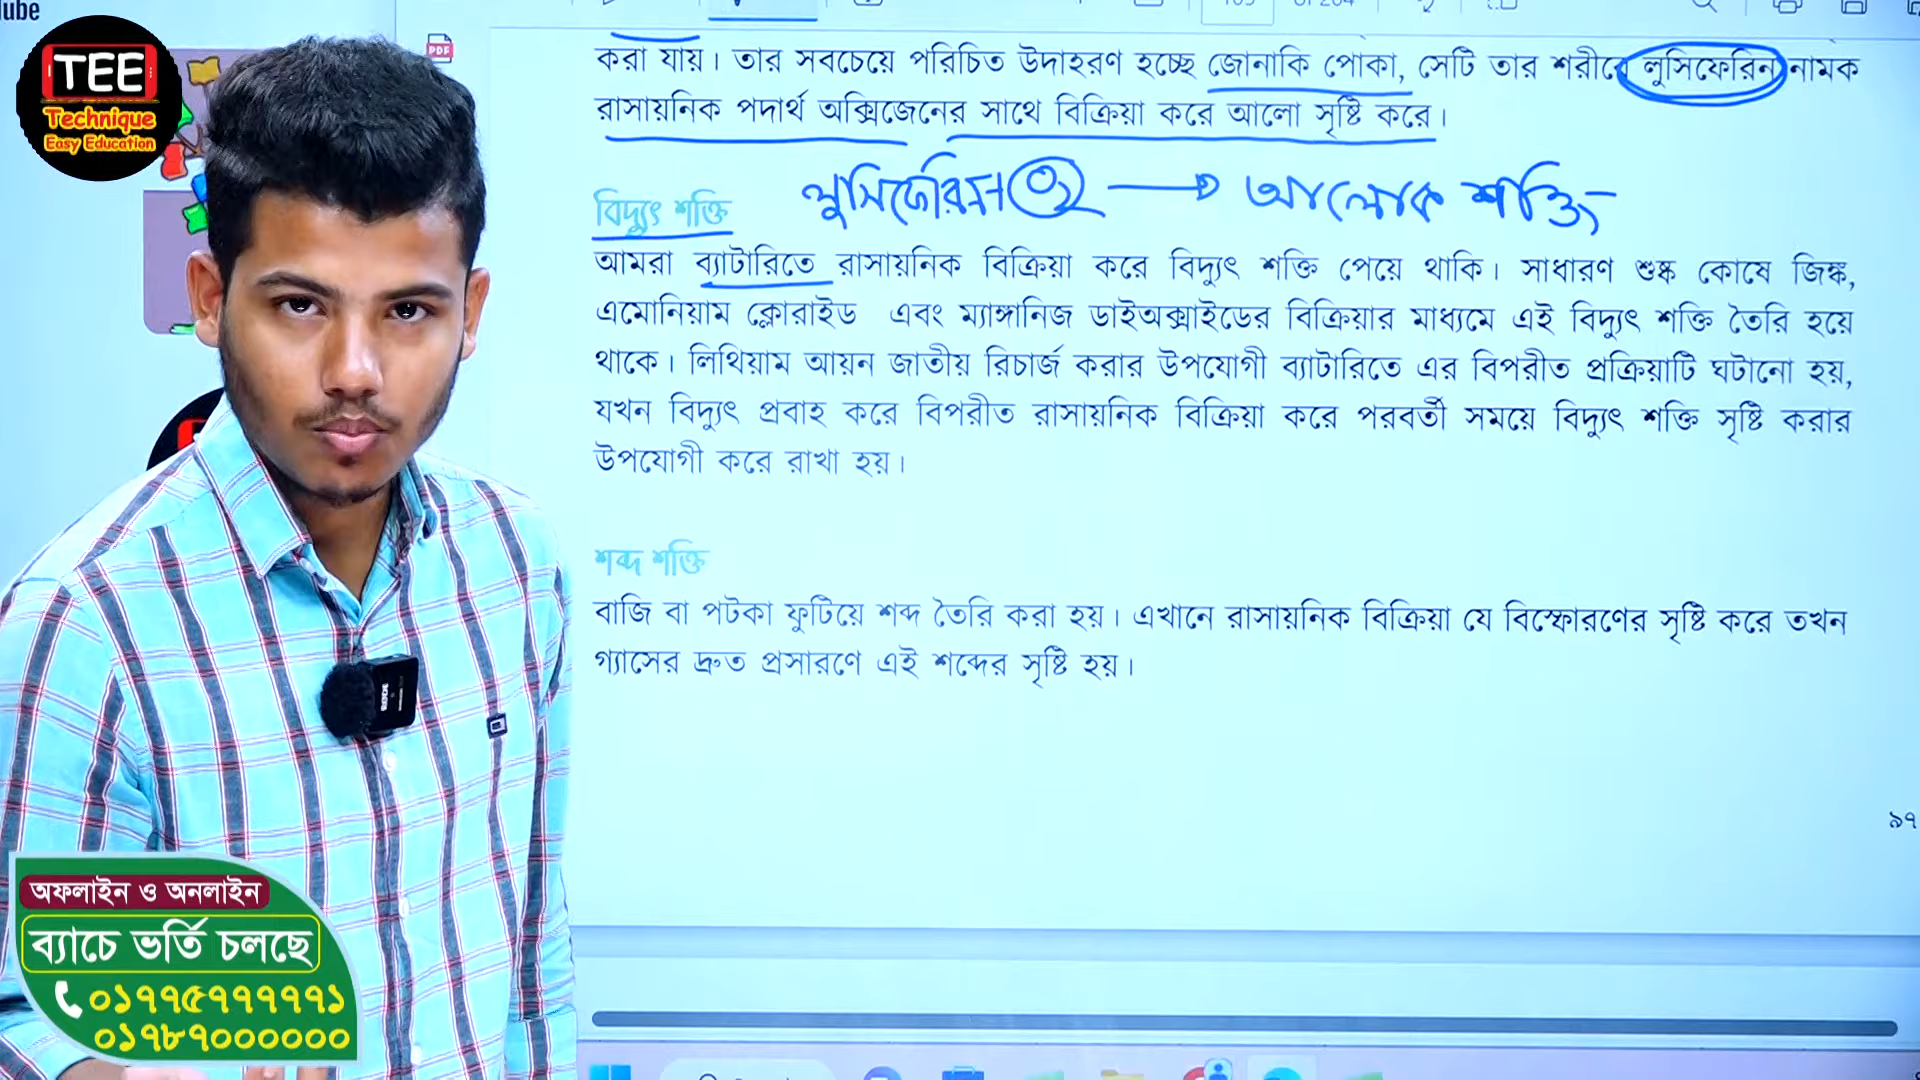 TEE
Technique
Easy Education
PDF
করা যায়। তার সবচেয়ে পরিচিত উদাহরণ হচ্ছে জোনাকি পোকা, সেটি তার শরীরে লুসিফেরিন নামক
রাসায়নিক পদার্থ অক্সিজেনের সাথে বিক্রিয়া করে আলো সৃষ্টি করে।
লুসিফেরিন+O2 → আলোক শক্তি
বিদ্যুৎ শক্তি
আমরা ব্যাটারিতে রাসায়নিক বিক্রিয়া করে বিদ্যুৎ শক্তি পেয়ে থাকি। সাধারণ শুষ্ক কোষে জিঙ্ক,
এমোনিয়াম ক্লোরাইড এবং ম্যাঙ্গানিজ ডাইঅক্সাইডের বিক্রিয়ার মাধ্যমে এই বিদ্যুৎ শক্তি তৈরি হয়ে
থাকে। লিথিয়াম আয়ন জাতীয় রিচার্জ করার উপযোগী ব্যাটারিতে এর বিপরীত প্রক্রিয়াটি ঘটানো হয়,
যখন বিদ্যুৎ প্রবাহ করে বিপরীত রাসায়নিক বিক্রিয়া করে পরবর্তী সময়ে বিদ্যুৎ শক্তি সৃষ্টি করার
উপযোগী করে রাখা হয়।
শব্দ শক্তি
বাজি বা পটকা ফুটিয়ে শব্দ তৈরি করা হয়। এখানে রাসায়নিক বিক্রিয়া যে বিস্ফোরণের সৃষ্টি করে তখন
গ্যাসের দ্রুত প্রসারণে এই শব্দের সৃষ্টি হয়।
৯৭
RODE
অফলাইন ও অনলাইন
ব্যাচে ভর্তি চলছে
০১৭৭৫৭৭৭৭৭১
০১৭৮৭০০০০০০